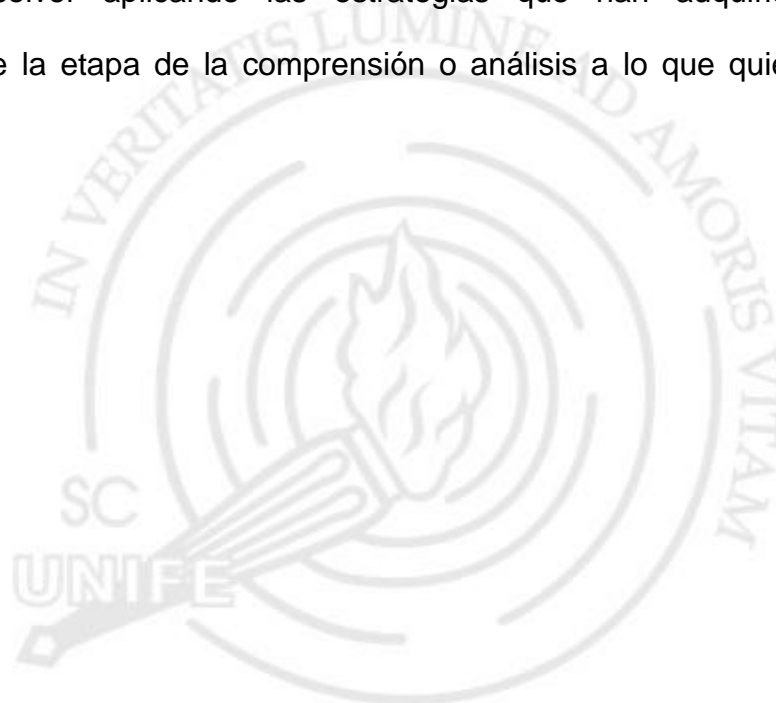 aplicando las estrategias que han
la etapa de la comprensión o análisis a lo que
IN VERITATIS LUMINE AD AMORIS VITAM
SC
UNIFE